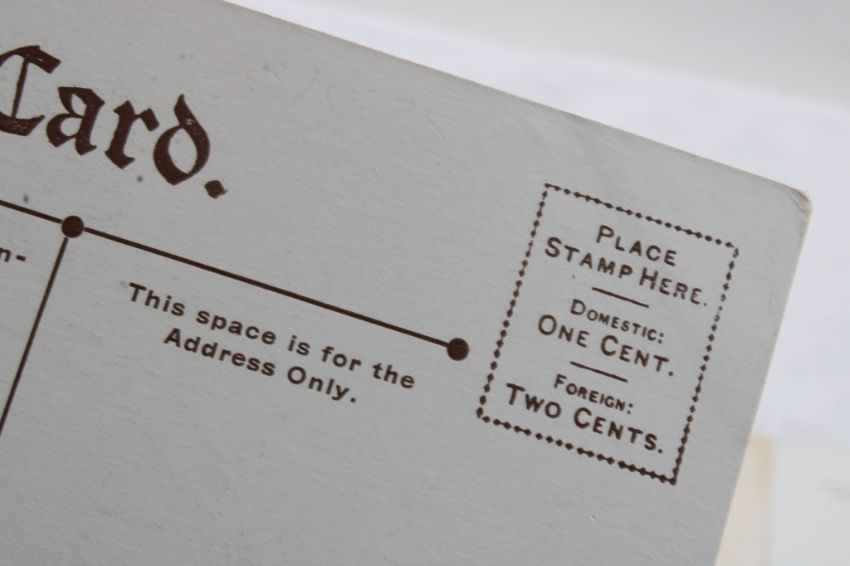 Card.
n-
This space is for the
Address Only.
PLACE
STAMP HERE.
DOMESTIC:
ONE CENT.
FOREIGN:
TWO CENTS.